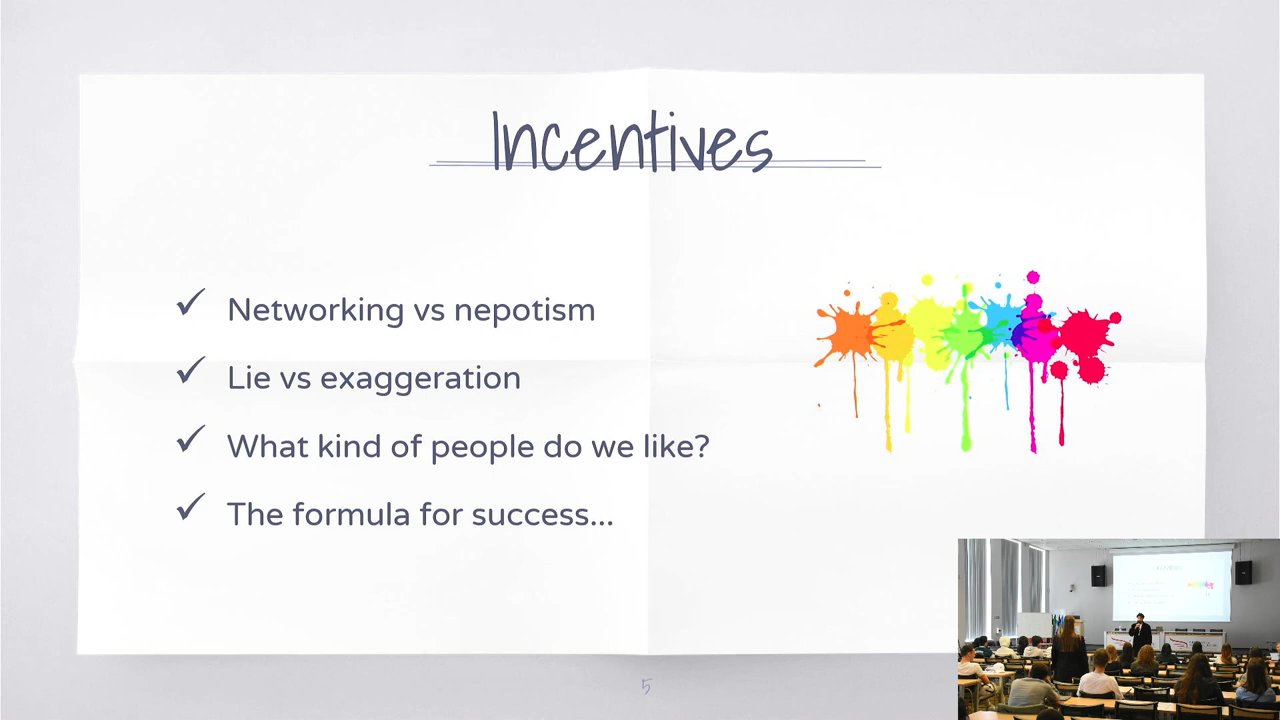 Incentives
✓ Networking vs nepotism
✓ Lie vs exaggeration
✓ What kind of people do we like?
✓ The formula for success...
5